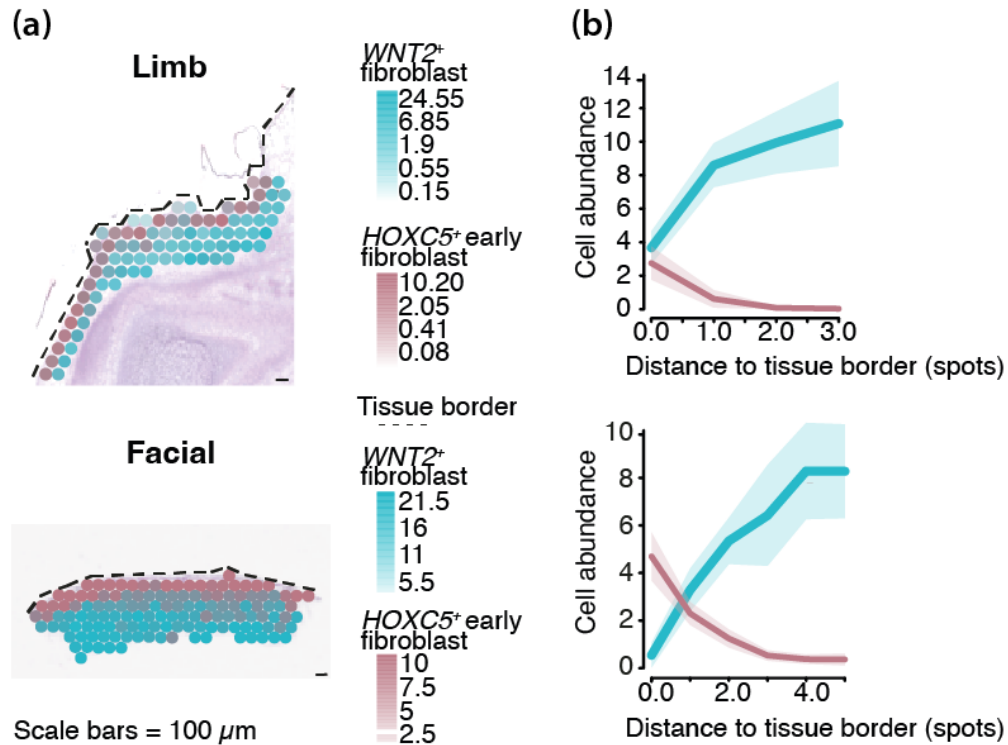 (a)
Limb
WNT2+
fibroblast
24.55
6.85
1.9
0.55
0.15
HOXC5+ early
fibroblast
10.20
2.05
0.41
0.08
Tissue border
Facial
WNT2+
fibroblast
21.5
16
11
5.5
HOXC5+ early
fibroblast
10
7.5
5
2.5
Scale bars = 100 µm
(b)
Cell abundance
14
12
10
8
6
4
2
0
0.0 1.0 2.0 3.0
Distance to tissue border (spots)
Cell abundance
10
8
6
4
2
0
0.0 2.0 4.0
Distance to tissue border (spots)